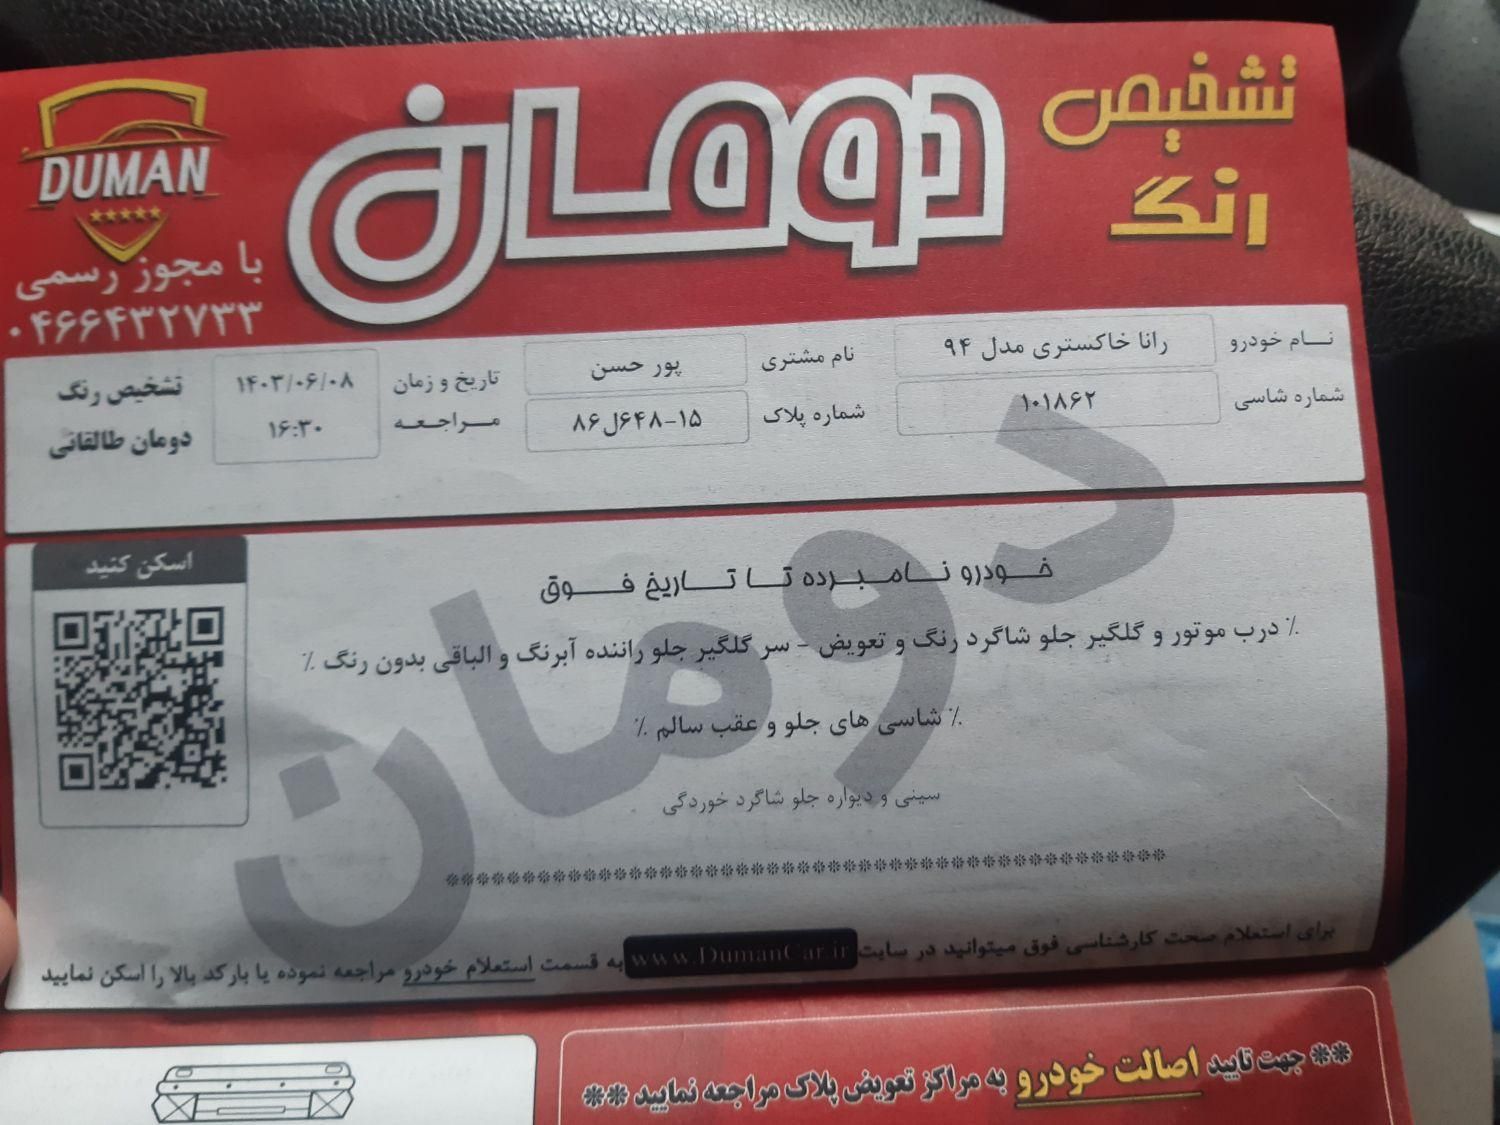 تشخیص
رنگ
دومان
DUMAN
با مجوز رسمی
۰۴۶۶۴۳۲۷۳۳
نام خودرو
رانا خاکستری مدل ۹۴
نام مشتری
پور حسن
تاریخ و زمان
مراجعه
۱۴۰۳/۰۶/۰۸
۱۶:۳۰
تشخیص رنگ
دومان طالقانی
شماره شاسی
۱۰۱۸۶۲
شماره پلاک
۸۶ل۶۴۸-۱۵
اسکن کنید
خودرو نامبرده تا تاریخ فوق
٪ درب موتور و گلگیر جلو شاگرد رنگ و تعویض - سر گلگیر جلو راننده آبرنگ و الباقی بدون رنگ ٪
٪ شاسی های جلو و عقب سالم ٪
سینی و دیواره جلو شاگرد خوردگی
دومان
برای استعلام صحت کارشناسی فوق میتوانید در سایت www.DumanCar.ir به قسمت استعلام خودرو مراجعه نموده یا بارکد بالا را اسکن نمایید
** جهت تایید اصالت خودرو به مراکز تعویض پلاک مراجعه نمایید **